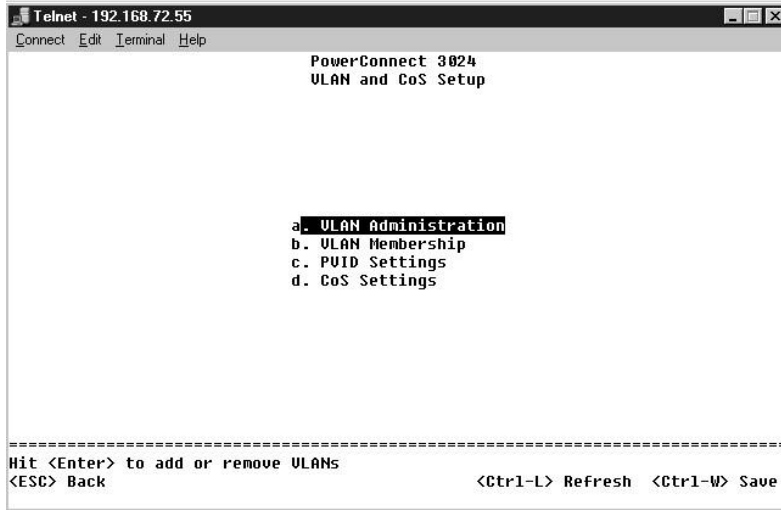 Telnet - 192.168.72.55
Connect Edit Terminal Help
PowerConnect 3024
VLAN and CoS Setup
a. VLAN Administration
b. VLAN Membership
c. PVID Settings
d. CoS Settings
================================================================================
Hit <Enter> to add or remove VLANs
<ESC> Back <Ctrl-L> Refresh <Ctrl-W> Save